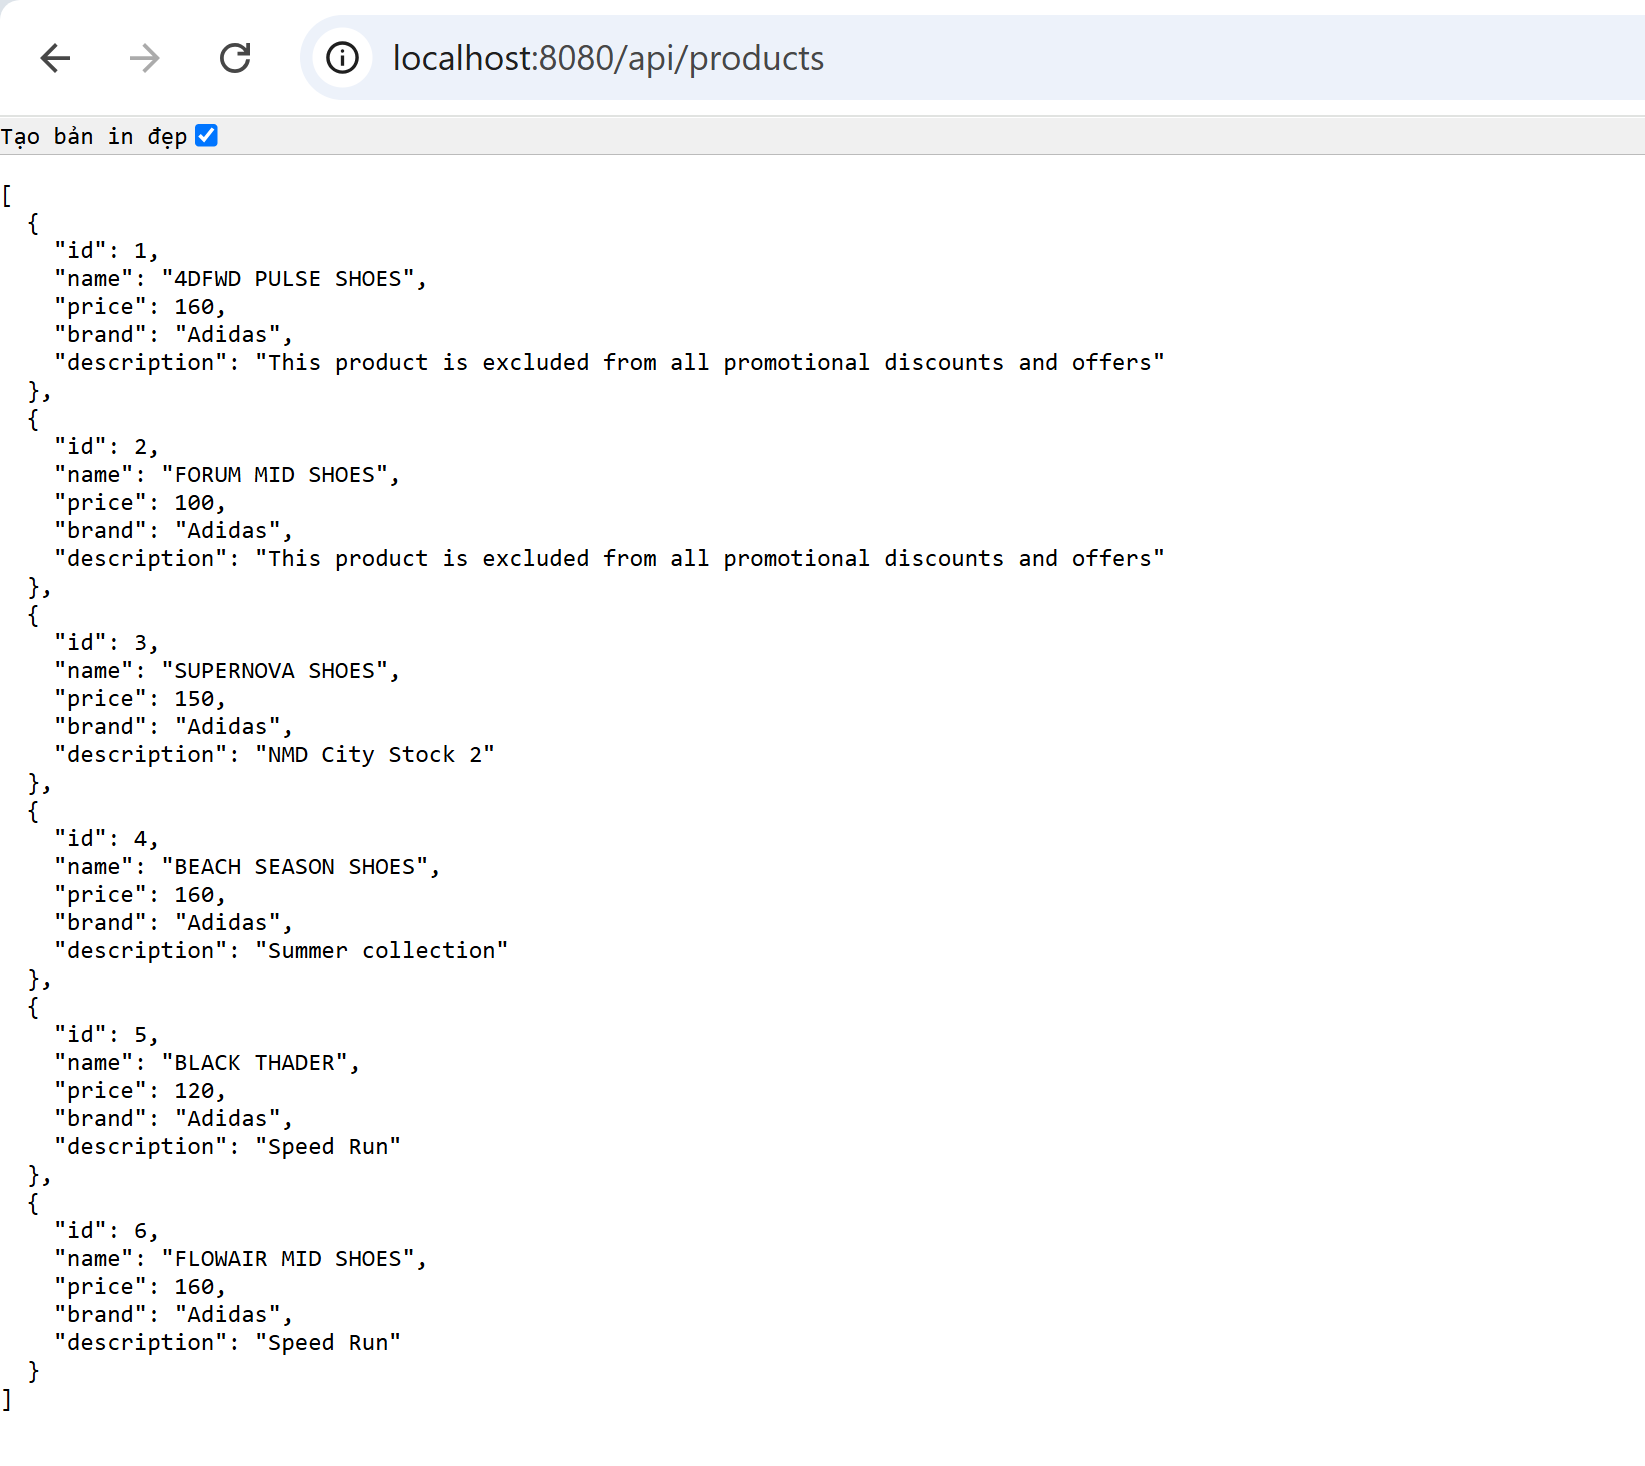 localhost:8080/api/products
Tạo bản in đẹp
[
  {
    "id": 1,
    "name": "4DFWD PULSE SHOES",
    "price": 160,
    "brand": "Adidas",
    "description": "This product is excluded from all promotional discounts and offers"
  },
  {
    "id": 2,
    "name": "FORUM MID SHOES",
    "price": 100,
    "brand": "Adidas",
    "description": "This product is excluded from all promotional discounts and offers"
  },
  {
    "id": 3,
    "name": "SUPERNOVA SHOES",
    "price": 150,
    "brand": "Adidas",
    "description": "NMD City Stock 2"
  },
  {
    "id": 4,
    "name": "BEACH SEASON SHOES",
    "price": 160,
    "brand": "Adidas",
    "description": "Summer collection"
  },
  {
    "id": 5,
    "name": "BLACK THADER",
    "price": 120,
    "brand": "Adidas",
    "description": "Speed Run"
  },
  {
    "id": 6,
    "name": "FLOWAIR MID SHOES",
    "price": 160,
    "brand": "Adidas",
    "description": "Speed Run"
  }
]